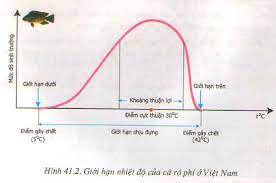 Mức độ sinh trưởng
Giới hạn dưới
Khoảng thuận lợi
Giới hạn trên
Điểm cực thuận 30°C
t°C
Điểm gây chết
(5°C)
Giới hạn chịu đựng
Điểm gây chết
(42°C)
Hình 41.2. Giới hạn nhiệt độ của cá rô phi ở Việt Nam